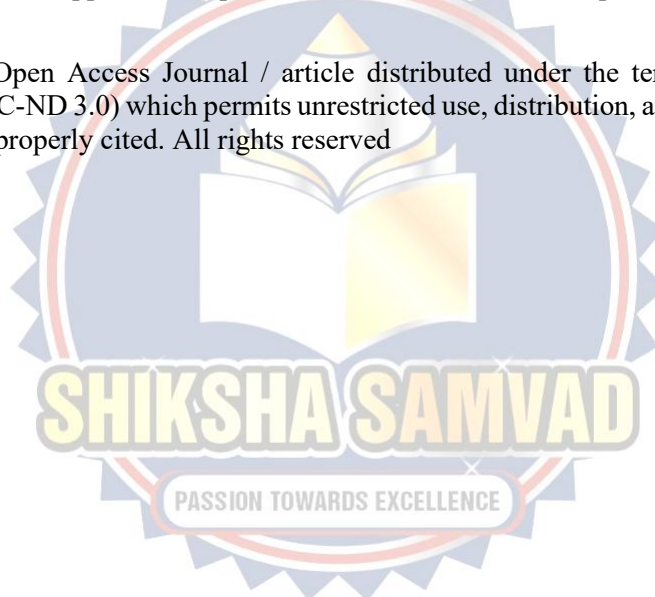 Open Access Journal / article distributed under the ter
C-ND 3.0) which permits unrestricted use, distribution, a
properly cited. All rights reserved
SHIKSHA SAMVAD
PASSION TOWARDS EXCELLENCE